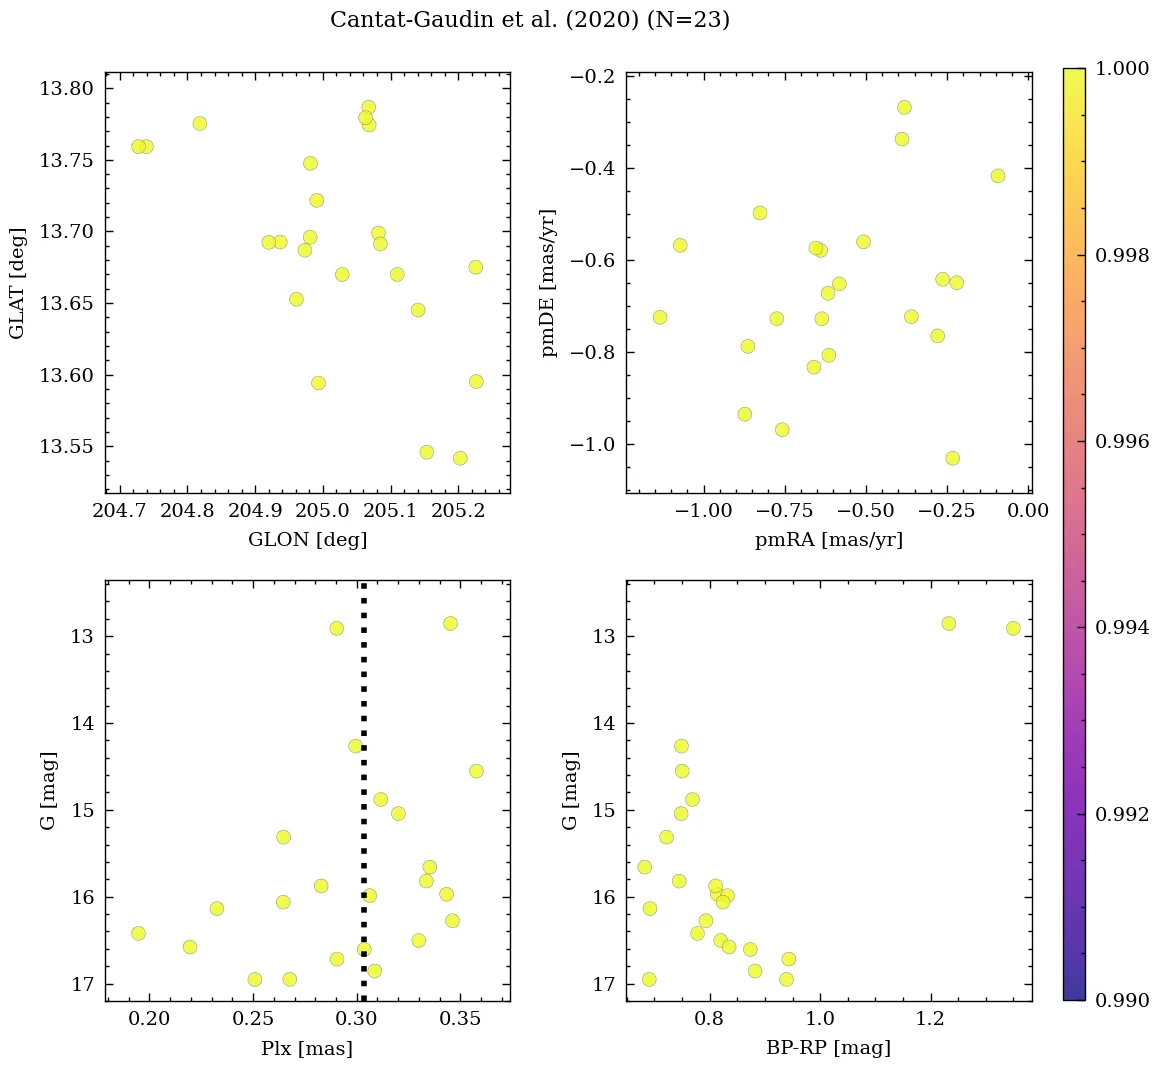 Cantat-Gaudin et al. (2020) (N=23)
13.80
13.75
13.70
13.65
13.60
13.55
GLAT [deg]
204.7 204.8 204.9 205.0 205.1 205.2
GLON [deg]
−0.2
−0.4
−0.6
−0.8
−1.0
pmDE [mas/yr]
−1.00 −0.75 −0.50 −0.25 0.00
pmRA [mas/yr]
13
14
15
16
17
G [mag]
0.20 0.25 0.30 0.35
Plx [mas]
13
14
15
16
17
G [mag]
0.8 1.0 1.2
BP-RP [mag]
1.000
0.998
0.996
0.994
0.992
0.990